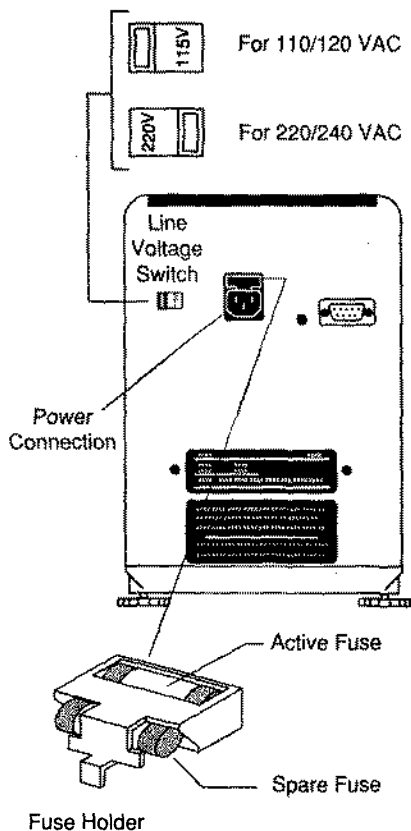 115V
For 110/120 VAC
220V
For 220/240 VAC
Line
Voltage
Switch
Power
Connection
Active Fuse
Spare Fuse
Fuse Holder